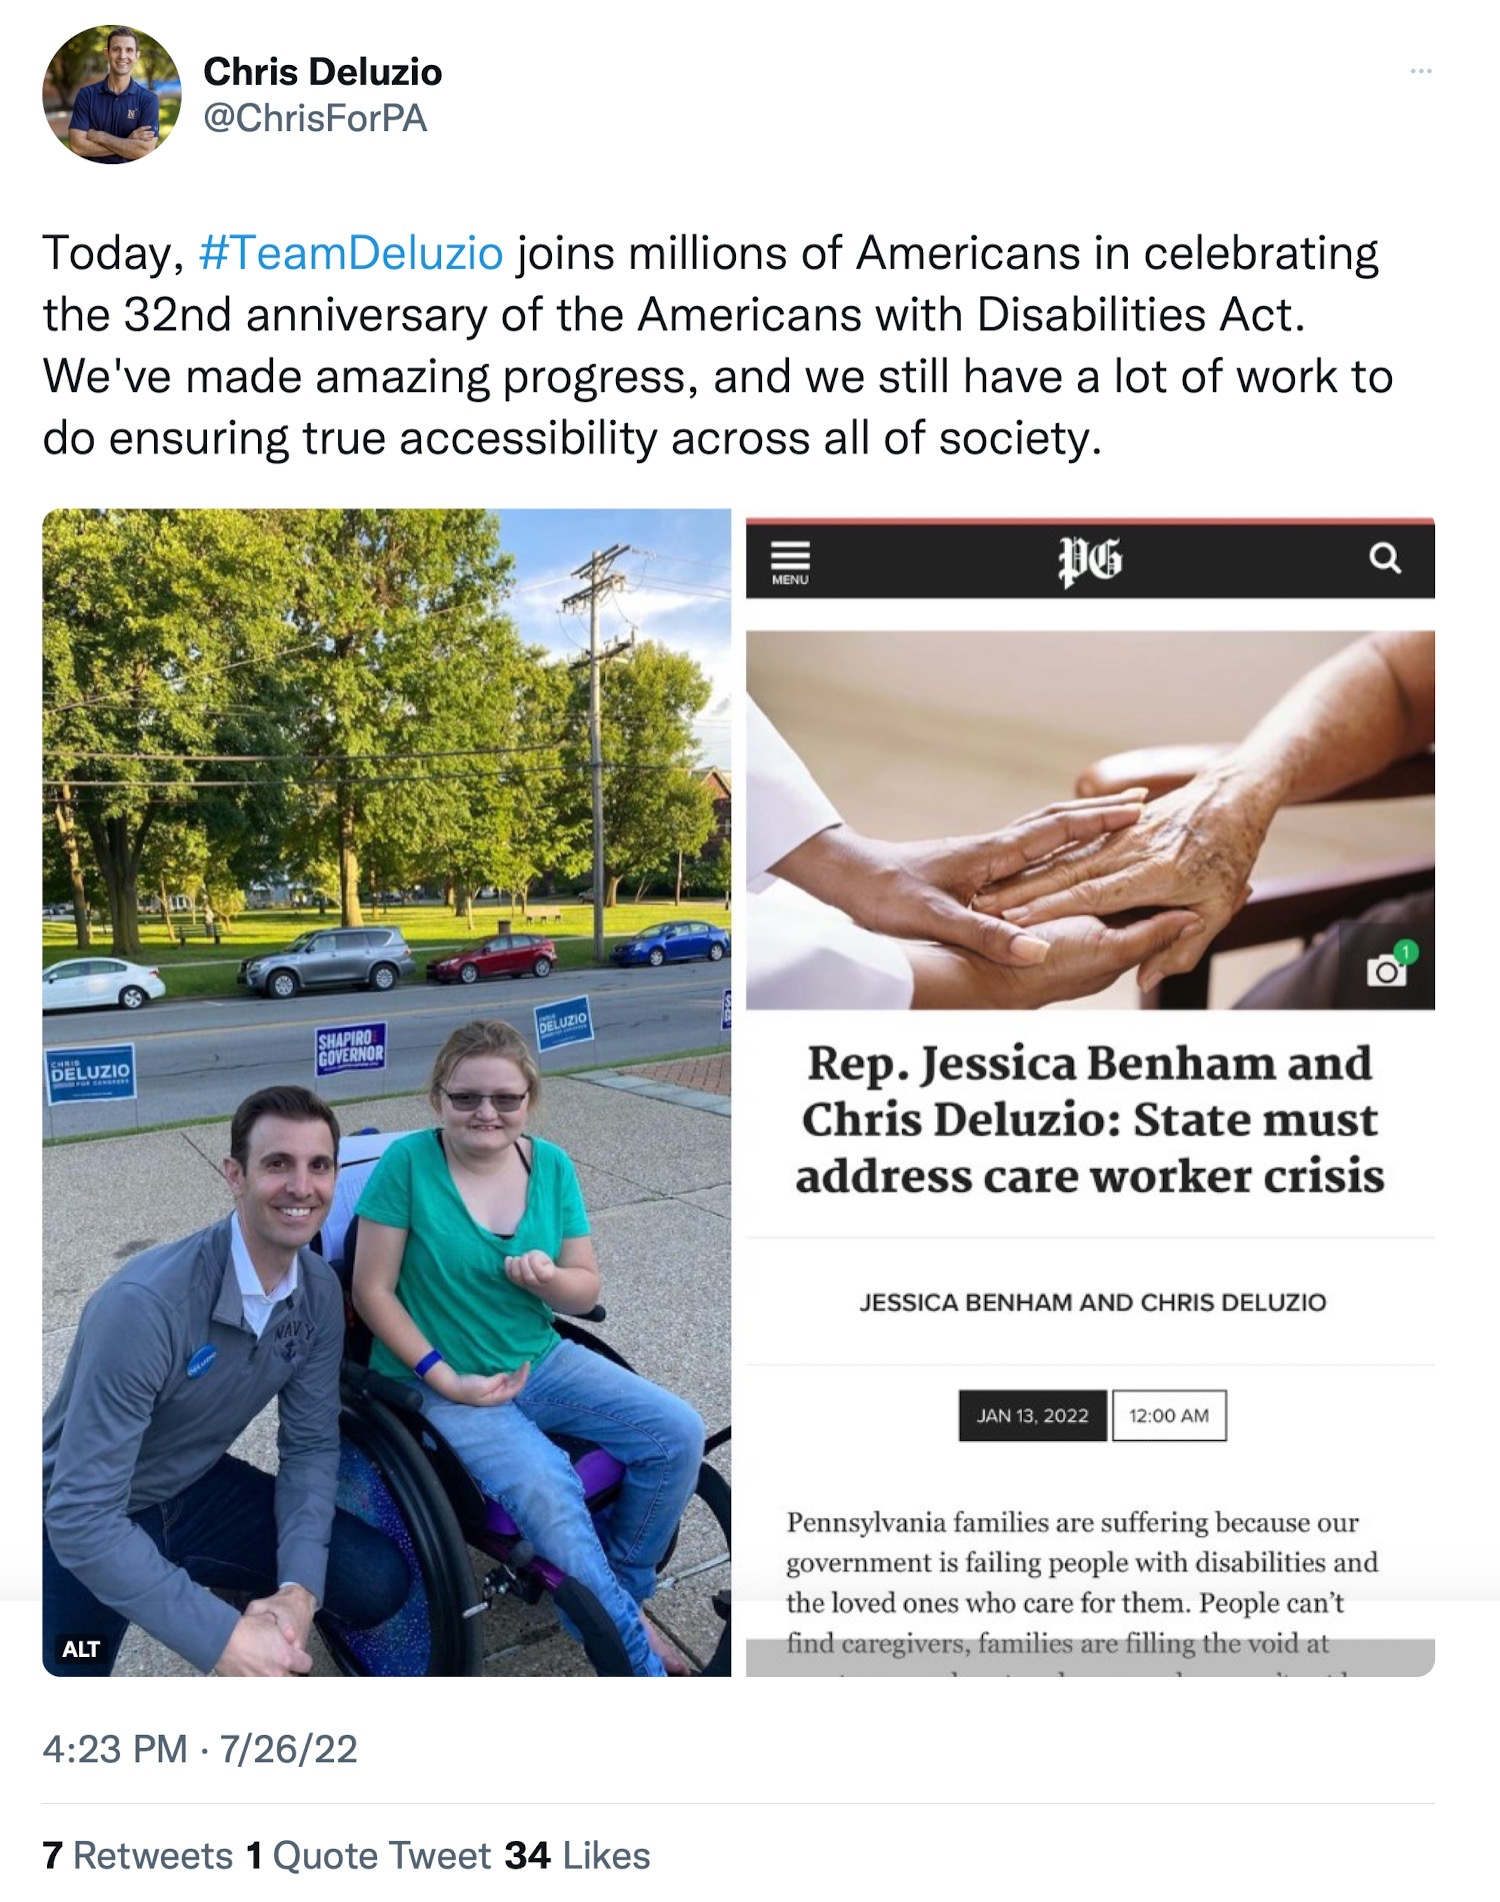 Chris Deluzio
@ChrisForPA
Today, #TeamDeluzio joins millions of Americans in celebrating
the 32nd anniversary of the Americans with Disabilities Act.
We've made amazing progress, and we still have a lot of work to
do ensuring true accessibility across all of society.
CHRIS
DELUZIO
FOR CONGRESS
SHAPIRO
GOVERNOR
DELUZIO
NAVY
ALT
MENU
PG
1
Rep. Jessica Benham and
Chris Deluzio: State must
address care worker crisis
JESSICA BENHAM AND CHRIS DELUZIO
JAN 13, 2022
12:00 AM
Pennsylvania families are suffering because our
government is failing people with disabilities and
the loved ones who care for them. People can’t
find caregivers, families are filling the void at
4:23 PM · 7/26/22
7 Retweets 1 Quote Tweet 34 Likes